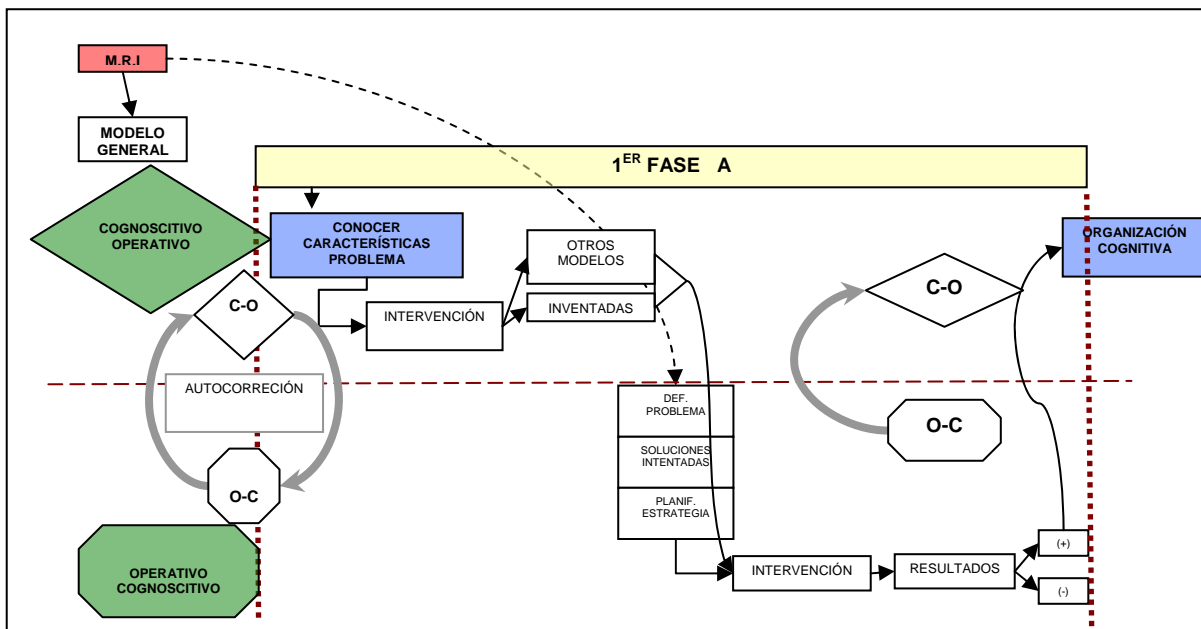 M.R.I
MODELO
GENERAL
1ER FASE A
COGNOSCITIVO
OPERATIVO
CONOCER
CARACTERÍSTÍCAS
PROBLEMA
OTROS
MODELOS
ORGANIZACIÓN
COGNITIVA
C-O
INTERVENCIÓN
INVENTADAS
C-O
AUTOCORRECIÓN
DEF.
PROBLEMA
O-C
SOLUCIONES
INTENTADAS
O-C
PLANIF.
ESTRATEGIA
OPERATIVO
COGNOSCITIVO
INTERVENCIÓN
RESULTADOS
(+)
(-)